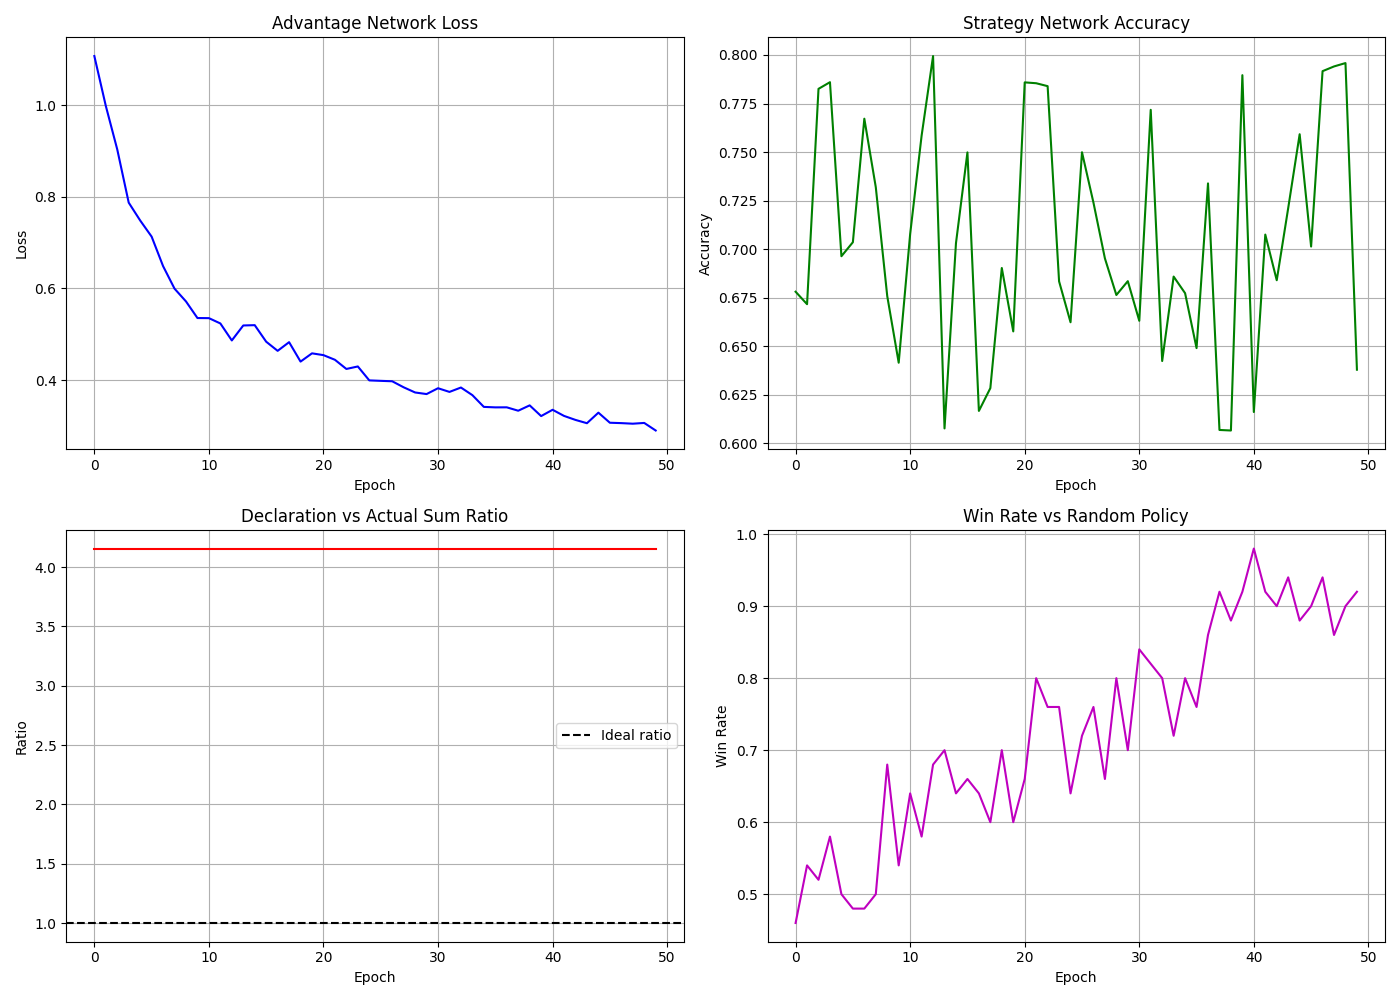 Advantage Network Loss
Loss
1.0
0.8
0.6
0.4
0 10 20 30 40 50
Epoch
Strategy Network Accuracy
Accuracy
0.800
0.775
0.750
0.725
0.700
0.675
0.650
0.625
0.600
0 10 20 30 40 50
Epoch
Declaration vs Actual Sum Ratio
Ratio
4.0
3.5
3.0
2.5
2.0
1.5
1.0
Ideal ratio
0 10 20 30 40 50
Epoch
Win Rate vs Random Policy
Win Rate
1.0
0.9
0.8
0.7
0.6
0.5
0 10 20 30 40 50
Epoch